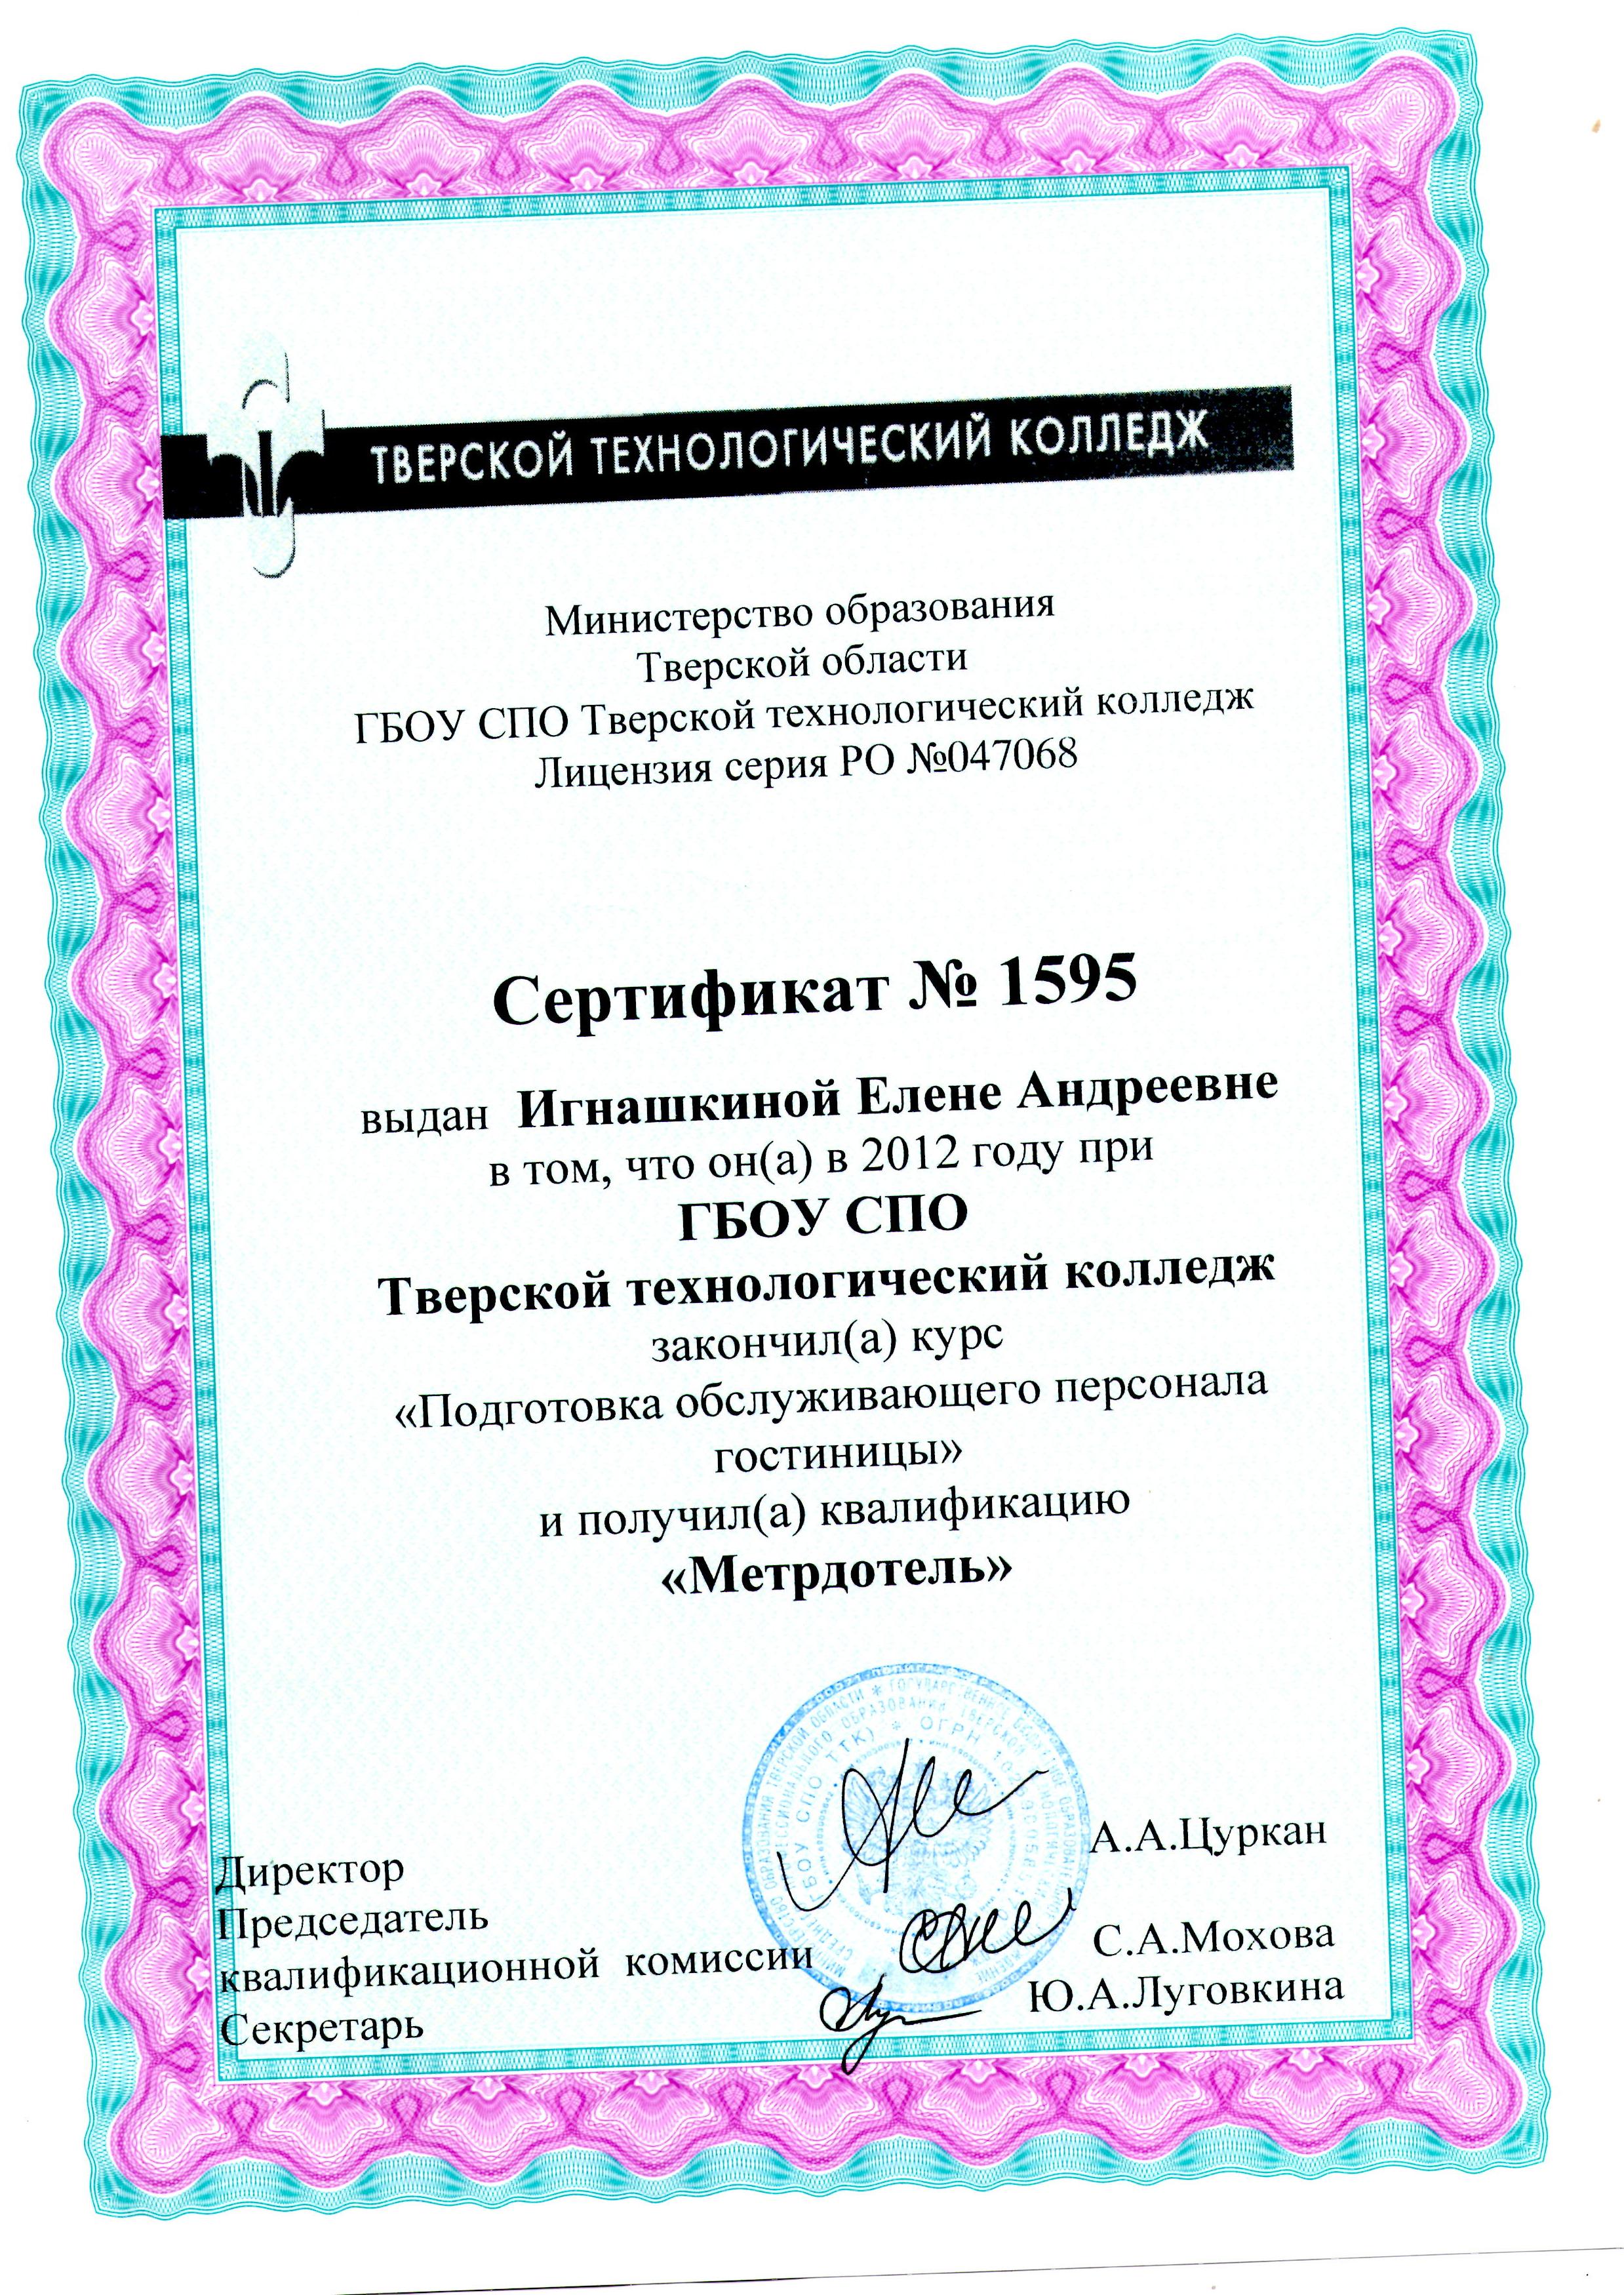 ТВЕРСКОЙ ТЕХНОЛОГИЧЕСКИЙ КОЛЛЕДЖ
Министерство образования
Тверской области
ГБОУ СПО Тверской технологический колледж
Лицензия серия РО №047068
Сертификат № 1595
выдан Игнашкиной Елене Андреевне
в том, что он(а) в 2012 году при
ГБОУ СПО
Тверской технологический колледж
закончил(а) курс
«Подготовка обслуживающего персонала
гостиницы»
и получил(а) квалификацию
«Метрдотель»
Директор А.А.Цуркан
Председатель
квалификационной комиссии С.А.Мохова
Секретарь Ю.А.Луговкина